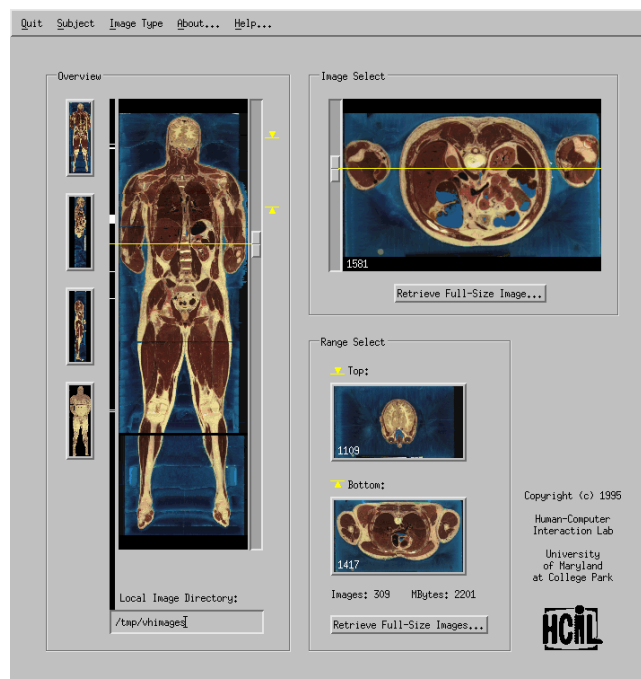 Quit Subject Image Type About... Help...
Overview
Image Select
1581
Retrieve Full-Size Image...
Range Select
Top:
1109
Bottom:
1417
Images: 309 MBytes: 2201
Retrieve Full-Size Images...
Local Image Directory:
/tmp/vhimages
Copyright (c) 1995
Human-Computer
Interaction Lab
University
of Maryland
at College Park
HCIL